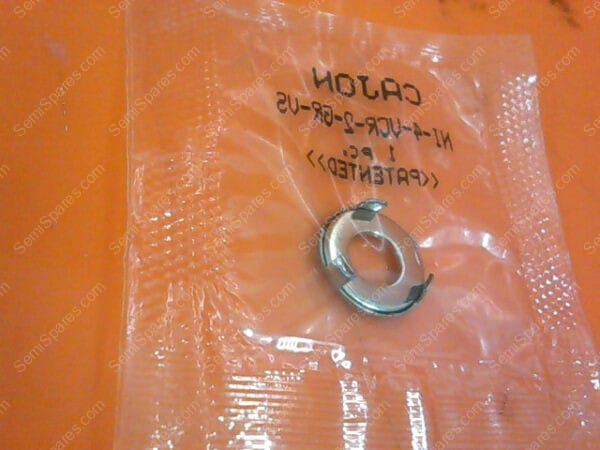 CAJON
NI-4-VCR-2-GR-VS
1 PC.
<<PATENTED>>
SemiSpares.com